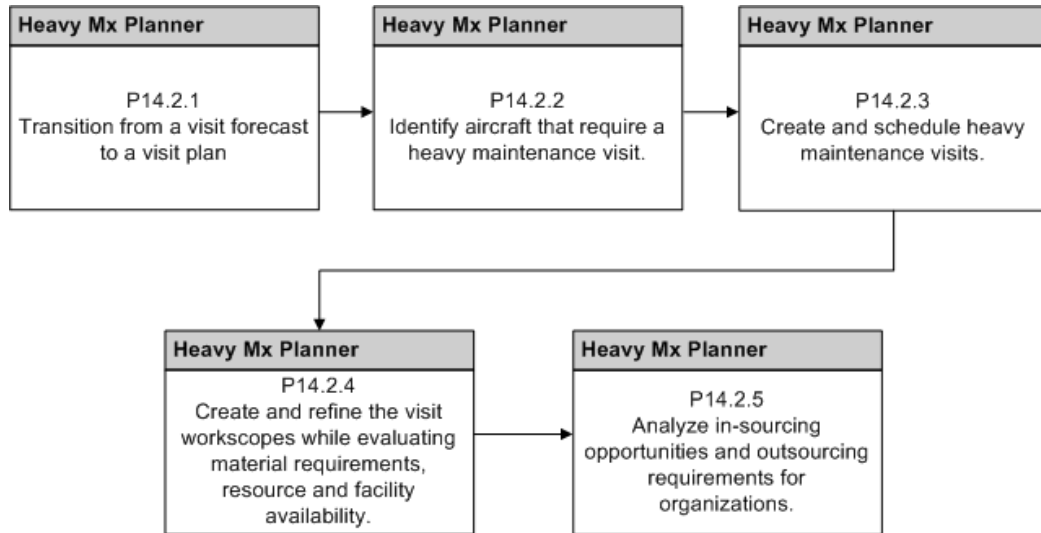 Heavy Mx Planner
P14.2.1
Transition from a visit forecast
to a visit plan
Heavy Mx Planner
P14.2.2
Identify aircraft that require a
heavy maintenance visit.
Heavy Mx Planner
P14.2.3
Create and schedule heavy
maintenance visits.
Heavy Mx Planner
P14.2.4
Create and refine the visit
workscopes while evaluating
material requirements,
resource and facility
availability.
Heavy Mx Planner
P14.2.5
Analyze in-sourcing
opportunities and outsourcing
requirements for
organizations.